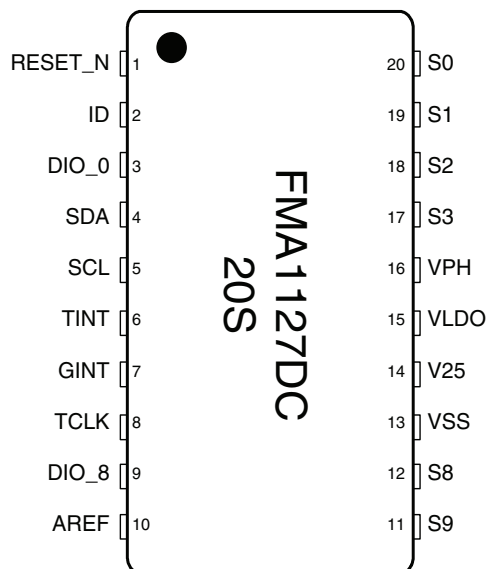 RESET_N 1 20 S0
ID 2 19 S1
DIO_0 3 18 S2
SDA 4 17 S3
SCL 5 16 VPH
TINT 6 15 VLDO
GINT 7 14 V25
TCLK 8 13 VSS
DIO_8 9 12 S8
AREF 10 11 S9
FMA1127DC
20S